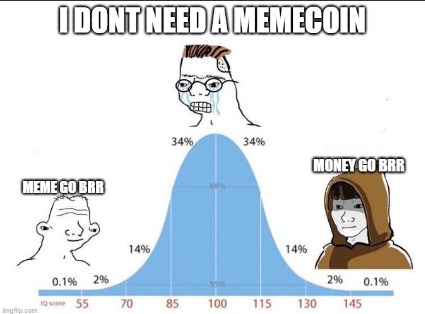 I DONT NEED A MEMECOIN
34% 34%
MONEY GO BRR
68%
MEME GO BRR
14% 14%
0.1% 2% 95% 2% 0.1%
IQ score 55 70 85 100 115 130 145
imgflip.com